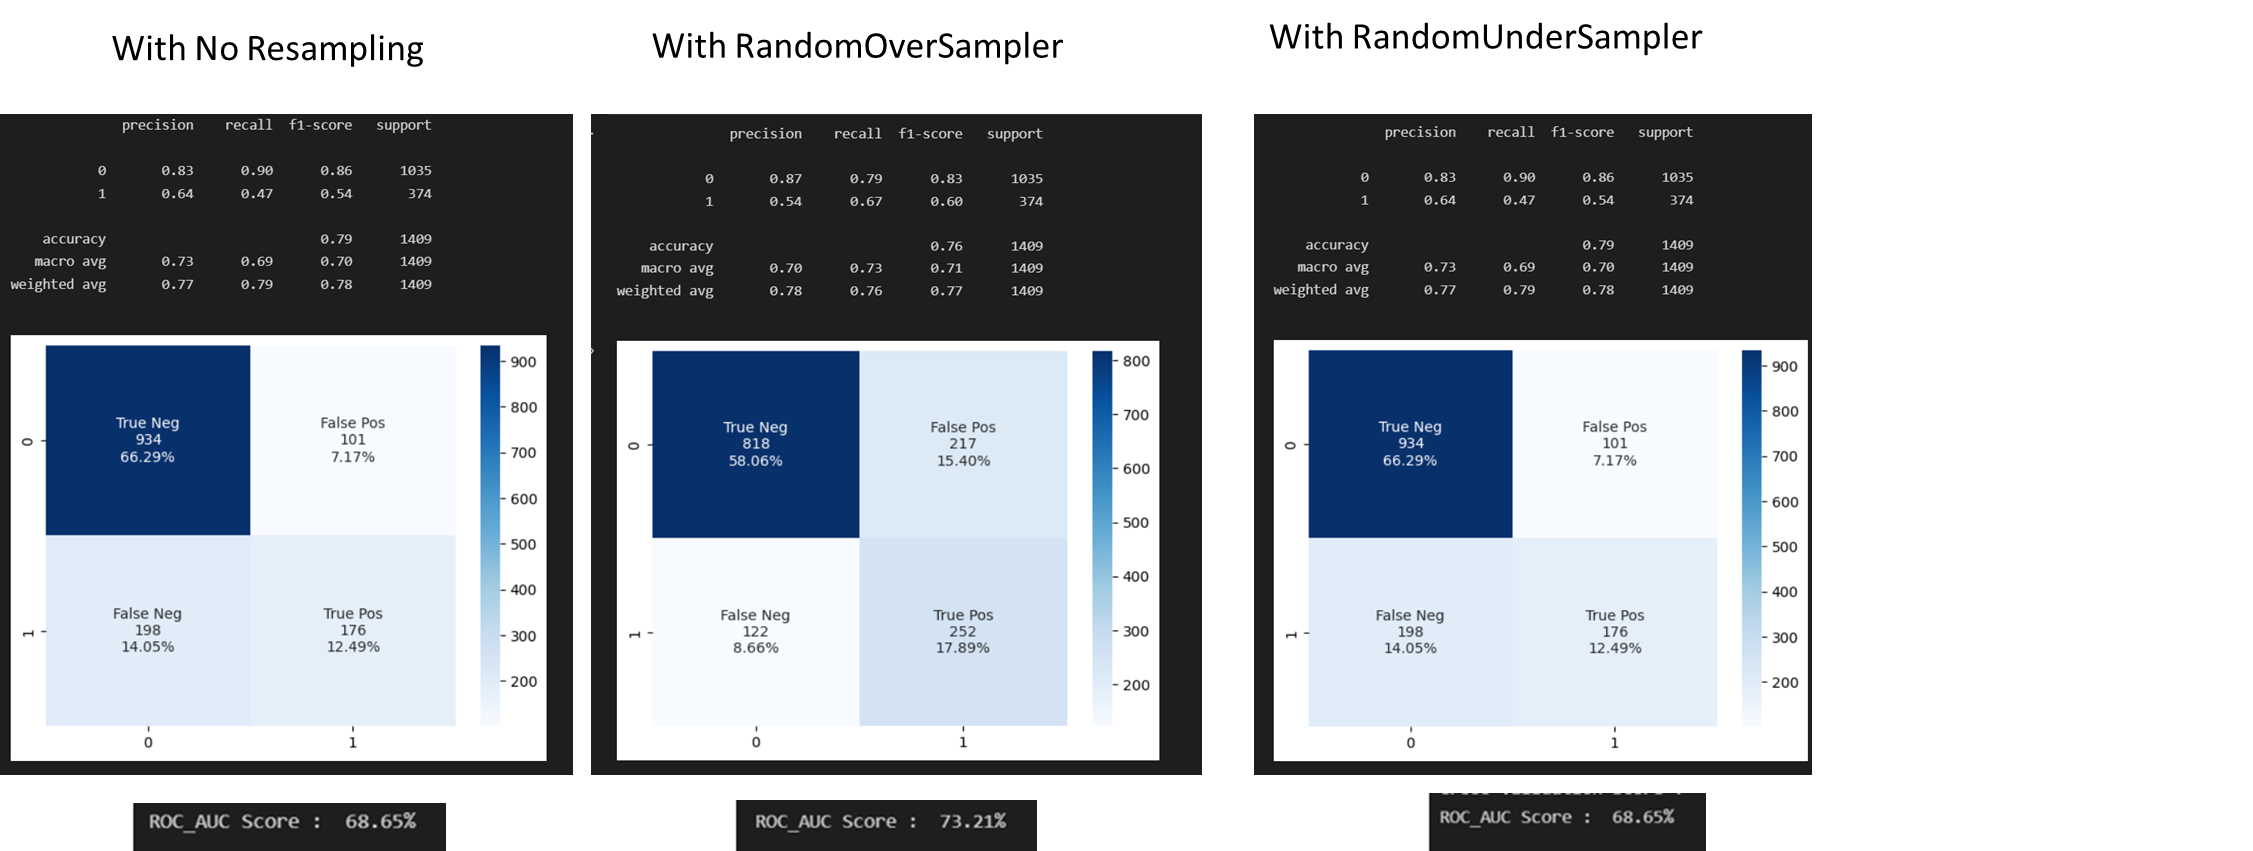 With No Resampling
precision recall f1-score support
0 0.83 0.90 0.86 1035
1 0.64 0.47 0.54 374
accuracy 0.79 1409
macro avg 0.73 0.69 0.70 1409
weighted avg 0.77 0.79 0.78 1409
0
1
True Neg
934
66.29%
False Pos
101
7.17%
False Neg
198
14.05%
True Pos
176
12.49%
0 1
900
800
700
600
500
400
300
200
ROC_AUC Score : 68.65%
With RandomOverSampler
precision recall f1-score support
0 0.87 0.79 0.83 1035
1 0.54 0.67 0.60 374
accuracy 0.76 1409
macro avg 0.70 0.73 0.71 1409
weighted avg 0.78 0.76 0.77 1409
0
1
True Neg
818
58.06%
False Pos
217
15.40%
False Neg
122
8.66%
True Pos
252
17.89%
0 1
800
700
600
500
400
300
200
ROC_AUC Score : 73.21%
With RandomUnderSampler
precision recall f1-score support
0 0.83 0.90 0.86 1035
1 0.64 0.47 0.54 374
accuracy 0.79 1409
macro avg 0.73 0.69 0.70 1409
weighted avg 0.77 0.79 0.78 1409
0
1
True Neg
934
66.29%
False Pos
101
7.17%
False Neg
198
14.05%
True Pos
176
12.49%
0 1
900
800
700
600
500
400
300
200
ROC_AUC Score : 68.65%